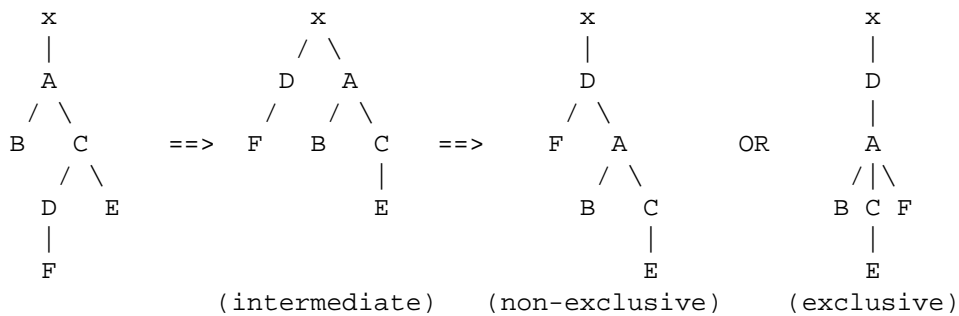 x x x x
| / \ | |
A D A D D
/ \ / / \ / \ |
B C ==> F B C ==> F A OR A
/ \ | / \ /|\
D E E B C B C F
| | |
F E E
(intermediate) (non-exclusive) (exclusive)